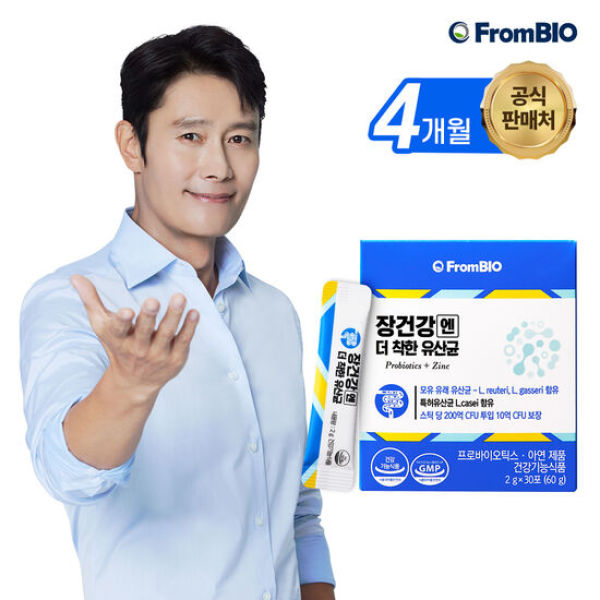 FromBIO
4개월
공식
판매처
FromBIO
장건강엔
더 착한 유산균
Probiotics + Zinc
모유 유래 유산균 - L. reuteri, L. gasseri 함유
특허유산균 L.casei 함유
스틱 당 200억 CFU 투입 10억 CFU 보장
건강
기능식품
GMP
프로바이오틱스 · 아연 제품
건강기능식품
2 g×30포 (60 g)
장건강엔
더 착한 유산균